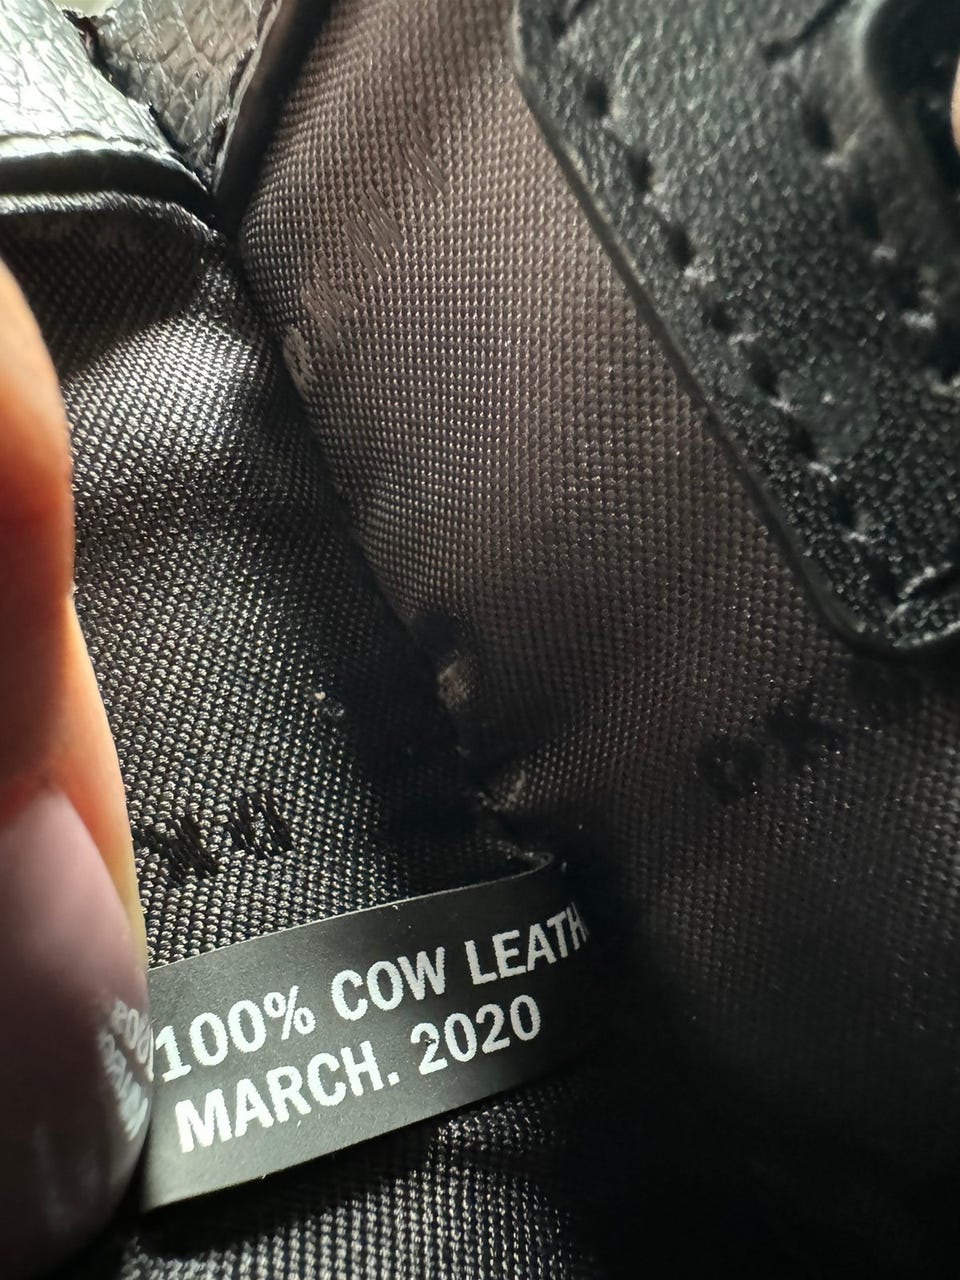 100% COW LEATH
MARCH. 2020